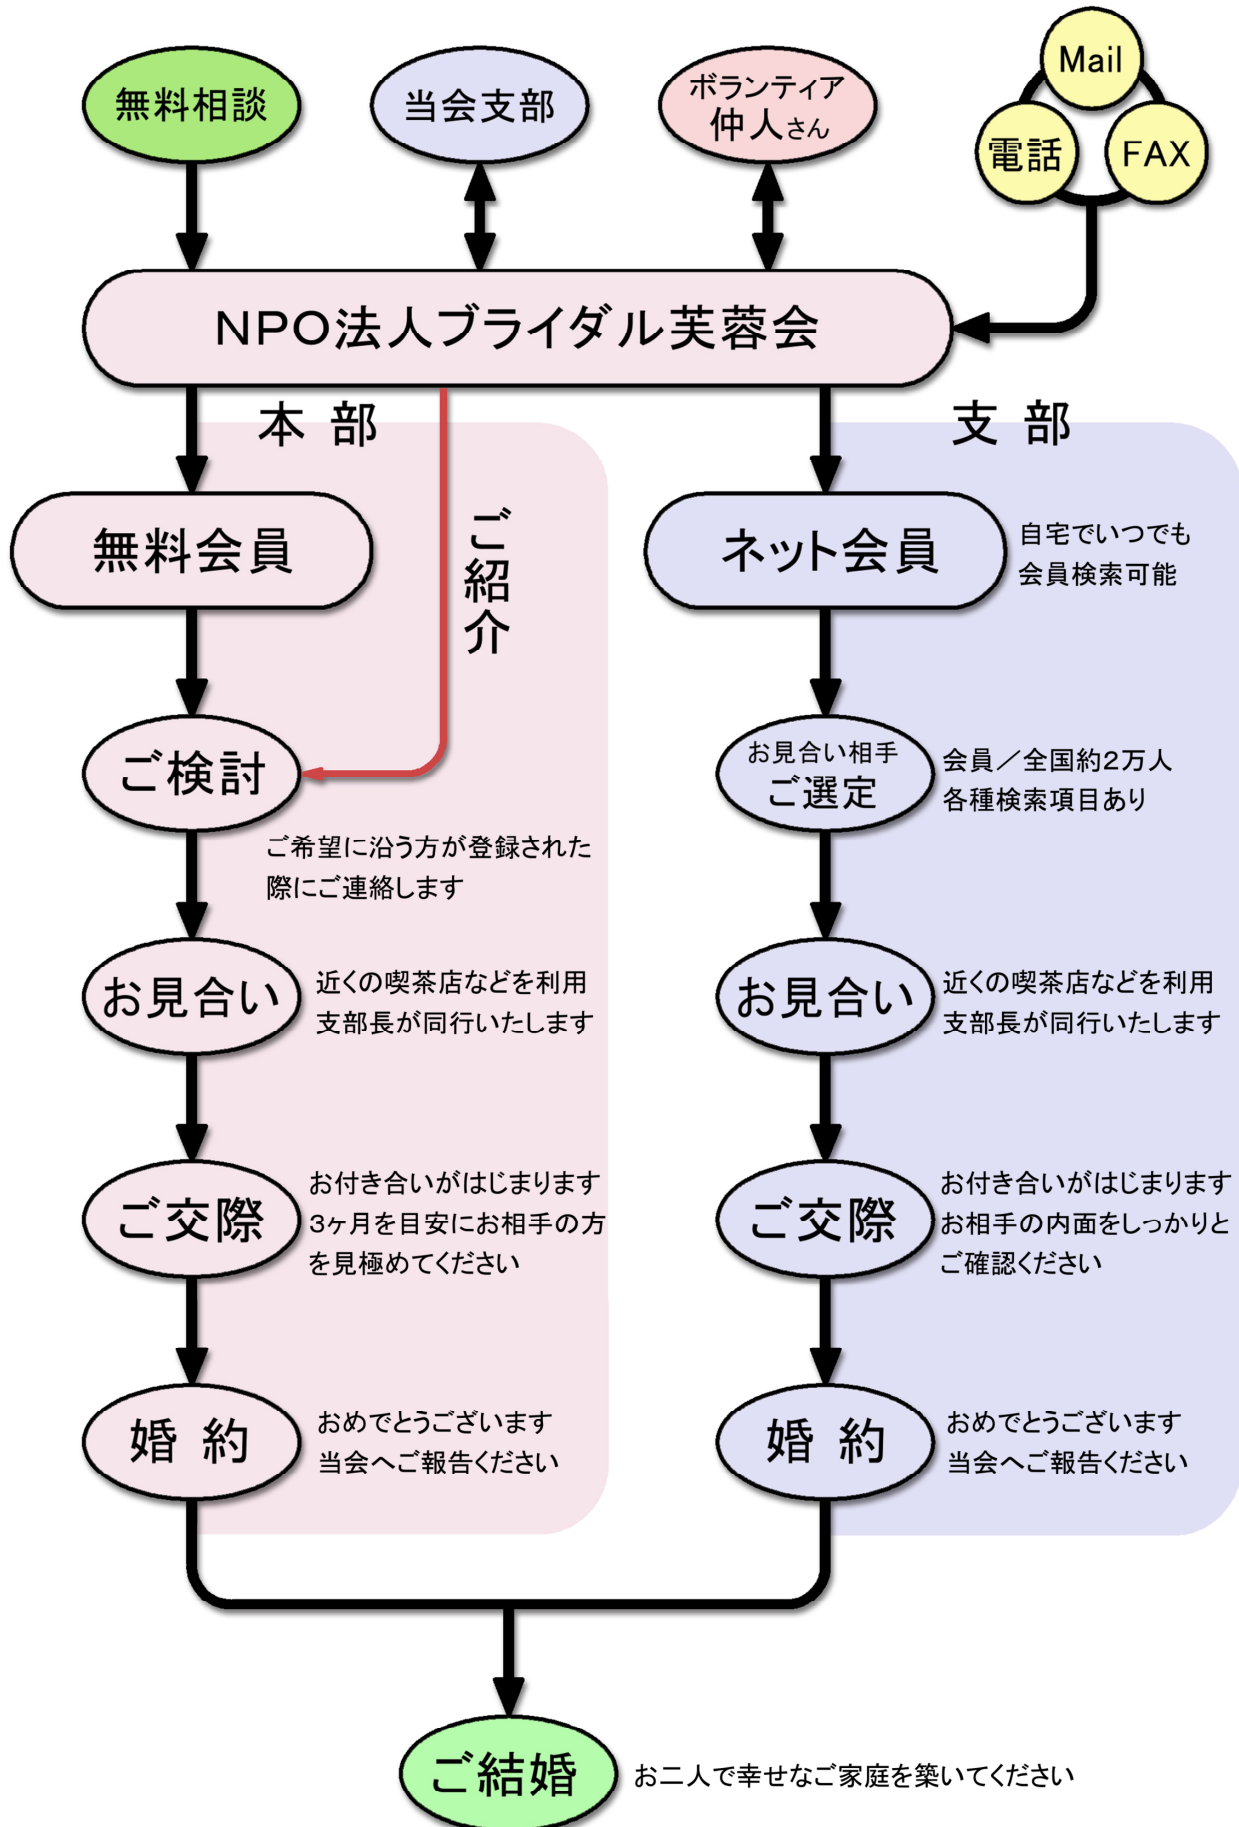 無料相談
当会支部
ボランティア
仲人さん
Mail
電話
FAX
NPO法人ブライダル芙蓉会
本 部
無料会員
ご紹介
ご検討
ご希望に沿う方が登録された
際にご連絡します
お見合い
近くの喫茶店などを利用
支部長が同行いたします
ご交際
お付き合いがはじまります
3ヶ月を目安にお相手の方
を見極めてください
婚 約
おめでとうございます
当会へご報告ください
支 部
ネット会員
自宅でいつでも
会員検索可能
お見合い相手
ご選定
会員／全国約2万人
各種検索項目あり
お見合い
近くの喫茶店などを利用
支部長が同行いたします
ご交際
お付き合いがはじまります
お相手の内面をしっかりと
ご確認ください
婚 約
おめでとうございます
当会へご報告ください
ご結婚
お二人で幸せなご家庭を築いてください